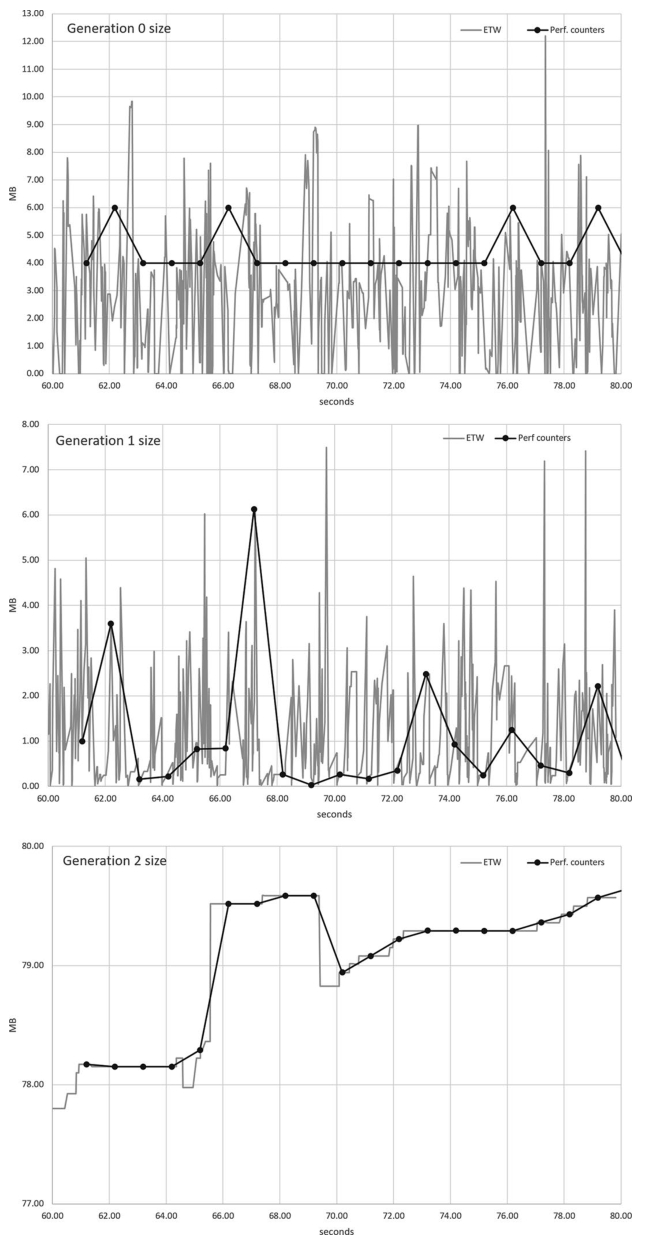 Generation 0 size
ETW
Perf. counters
13.00
12.00
11.00
10.00
9.00
8.00
7.00
6.00
5.00
4.00
3.00
2.00
1.00
0.00
MB
60.00 62.00 64.00 66.00 68.00 70.00 72.00 74.00 76.00 78.00 80.00
seconds
Generation 1 size
ETW
Perf counters
8.00
7.00
6.00
5.00
4.00
3.00
2.00
1.00
0.00
MB
60.00 62.00 64.00 66.00 68.00 70.00 72.00 74.00 76.00 78.00 80.00
seconds
Generation 2 size
ETW
Perf. counters
80.00
79.00
78.00
77.00
MB
60.00 62.00 64.00 66.00 68.00 70.00 72.00 74.00 76.00 78.00 80.00
seconds